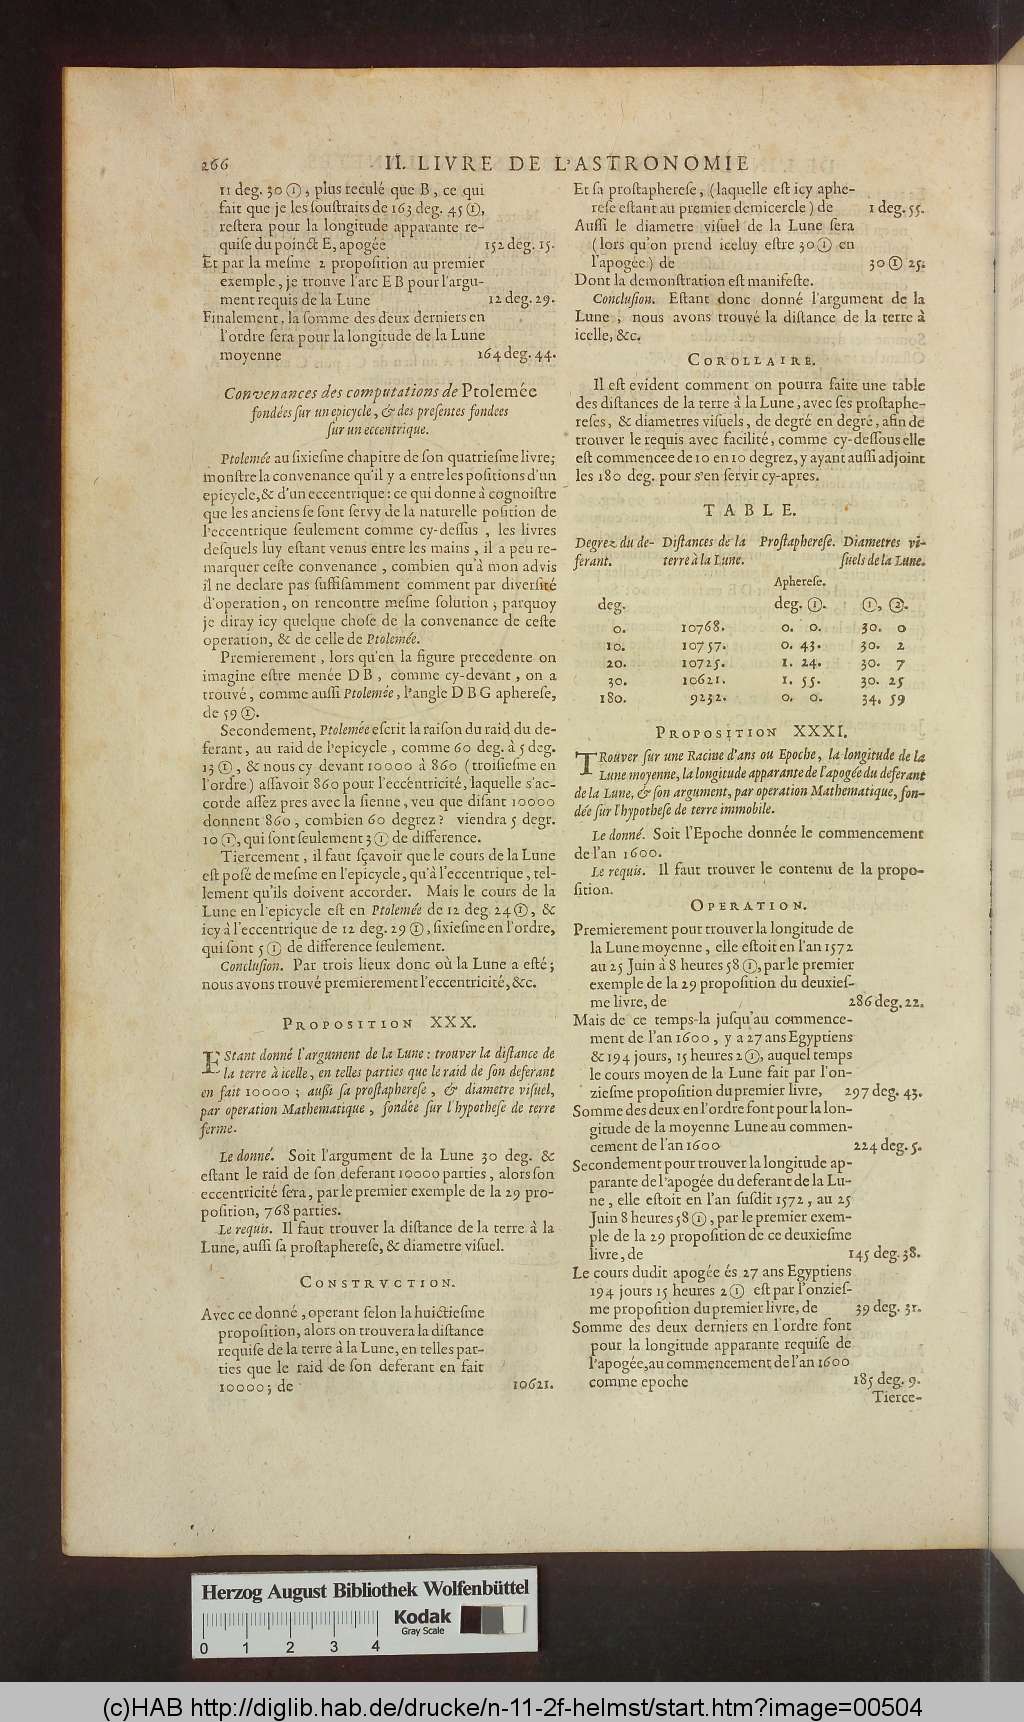 266
II. LIVRE DE L'ASTRONOMIE
11 deg. 30 ①, plus reculé que B, ce qui
fait que je les ſouſtraits de 163 deg. 45 ①,
reſtera pour la longitude apparante re-
quiſe du poinct E, apogée 152 deg. 15.
Et par la meſme 2 propoſition au premier
exemple, je trouve l'arc E B pour l'argu-
ment requis de la Lune 12 deg. 29.
Finalement, la ſomme des deux derniers en
l'ordre ſera pour la longitude de la Lune
moyenne 164 deg. 44.
Convenances des computations de Ptolemée
fondées ſur un epicycle, & des preſentes fondees
ſur un eccentrique.
Ptolemée au ſixieſme chapitre de ſon quatrieſme livre;
monſtre la convenance qu'il y a entre les poſitions d'un
epicycle, & d'un eccentrique: ce qui donne à cognoiſtre
que les anciens ſe ſont ſervy de la naturelle poſition de
l'eccentrique ſeulement comme cy-deſſus, les livres
deſquels luy eſtant venus entre les mains, il a peu re-
marquer ceſte convenance, combien qu'à mon advis
il ne declare pas ſuffiſamment comment par diverſité
d'operation, on rencontre meſme ſolution; parquoy
je diray icy quelque choſe de la convenance de ceſte
operation, & de celle de Ptolemée.
Premierement, lors qu'en la figure precedente on
imagine eſtre menée D B, comme cy-devant, on a
trouvé, comme auſſi Ptolemée, l'angle D B G aphereſe,
de 59 ①.
Secondement, Ptolemée eſcrit la raiſon du raid du de-
ferant, au raid de l'epicycle, comme 60 deg. à 5 deg.
13 ①, & nous cy devant 10000 à 860 (troiſieſme en
l'ordre) aſſavoir 860 pour l'eccentricité, laquelle s'ac-
corde aſſez pres avec la ſienne, veu que diſant 10000
donnent 860, combien 60 degrez? viendra 5 degr.
10 ①, qui ſont ſeulement 3 ① de difference.
Tiercement, il faut ſçavoir que le cours de la Lune
eſt poſé de meſme en l'epicycle, qu'à l'eccentrique, tel-
lement qu'ils doivent accorder. Mais le cours de la
Lune en l'epicycle eſt en Ptolemée de 12 deg. 24 ①, &
icy à l'eccentrique de 12 deg. 29 ①, ſixieſme en l'ordre,
qui ſont 5 ① de difference ſeulement.
Concluſion. Par trois lieux donc où la Lune a eſté;
nous avons trouvé premierement l'eccentricité, &c.
PROPOSITION XXX.
EStant donné l'argument de la Lune: trouver la diſtance de
la terre à icelle, en telles parties que le raid de ſon deferant
en fait 10000; auſſi ſa proſtaphereſe, & diametre viſuel,
par operation Mathematique, fondée ſur l'hypotheſe de terre
ferme.
Le donné. Soit l'argument de la Lune 30 deg. &
eſtant le raid de ſon deferant 10000 parties, alors ſon
eccentricité ſera, par le premier exemple de la 29 pro-
poſition, 768 parties.
Le requis. Il faut trouver la diſtance de la terre à la
Lune, auſſi ſa proſtaphereſe, & diametre viſuel.
CONSTRVCTION.
Avec ce donné, operant ſelon la huictieſme
propoſition, alors on trouvera la diſtance
requiſe de la terre à la Lune, en telles par-
ties que le raid de ſon deferant en fait
10000; de 10621.
Et ſa proſtaphereſe, (laquelle eſt icy aphe-
reſe eſtant au premier demicercle) de 1 deg. 55.
Auſſi le diametre viſuel de la Lune ſera
(lors qu'on prend iceluy eſtre 30 ① en
l'apogée) de 30 ① 25.
Dont la demonſtration eſt manifeſte.
Concluſion. Eſtant donc donné l'argument de la
Lune, nous avons trouvé la diſtance de la terre à
icelle, &c.
COROLLAIRE.
Il eſt evident comment on pourra faire une table
des diſtances de la terre à la Lune, avec ſes proſtaphe-
reſes, & diametres viſuels, de degré en degré, afin de
trouver le requis avec facilité, comme cy-deſſous elle
eſt commencee de 10 en 10 degrez, y ayant auſſi adjoint
les 180 deg. pour s'en ſervir cy-apres.
TABLE.
Degrez du de- Diſtances de la Proſtaphereſe. Diametres vi-
ferant. terre à la Lune. ſuels de la Lune.
Aphereſe.
deg. deg. ①. ①, ②.
0. 10768. 0. 0. 30. 0
10. 10757. 0. 43. 30. 2
20. 10725. 1. 24. 30. 7
30. 10621. 1. 55. 30. 25
180. 9232. 0. 0. 34. 59
PROPOSITION XXXI.
TRouver ſur une Racine d'ans ou Epoche, la longitude de la
Lune moyenne, la longitude apparante de l'apogée du deferant
de la Lune, & ſon argument, par operation Mathematique, fon-
dée ſur l'hypotheſe de terre immobile.
Le donné. Soit l'Epoche donnée le commencement
de l'an 1600.
Le requis. Il faut trouver le contenu de la propo-
ſition.
OPERATION.
Premierement pour trouver la longitude de
la Lune moyenne, elle eſtoit en l'an 1572
au 25 Juin à 8 heures 58 ①, par le premier
exemple de la 29 propoſition du deuxieſ-
me livre, de 286 deg. 22.
Mais de ce temps-la juſqu'au commence-
ment de l'an 1600, y a 27 ans Egyptiens
& 194 jours, 15 heures 2 ①, auquel temps
le cours moyen de la Lune fait par l'on-
zieſme propoſition du premier livre, 297 deg. 43.
Somme des deux en l'ordre font pour la lon-
gitude de la moyenne Lune au commen-
cement de l'an 1600 224 deg. 5.
Secondement pour trouver la longitude ap-
parante de l'apogée du deferant de la Lu-
ne, elle eſtoit en l'an ſuſdit 1572, au 25
Juin 8 heures 58 ①, par le premier exem-
ple de la 29 propoſition de ce deuxieſme
livre, de 145 deg. 38.
Le cours dudit apogée és 27 ans Egyptiens
194 jours 15 heures 2 ① eſt par l'onzieſ-
me propoſition du premier livre, de 39 deg. 31.
Somme des deux derniers en l'ordre font
pour la longitude apparante requiſe de
l'apogée, au commencement de l'an 1600
comme epoche 185 deg. 9.
Tierce-
Herzog August Bibliothek Wolfenbüttel
Kodak
Gray Scale
0 1 2 3 4
(c)HAB http://diglib.hab.de/drucke/n-11-2f-helmst/start.htm?image=00504